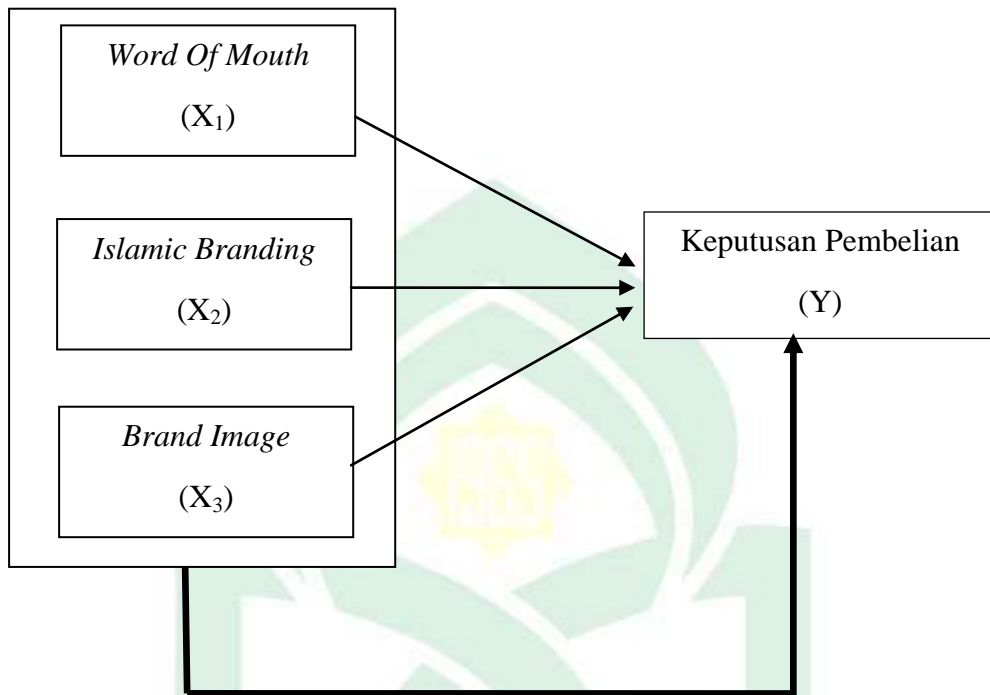 Word Of Mouth
(X₁)
Islamic Branding
(X₂)
Brand Image
(X₃)
Keputusan Pembelian
(Y)